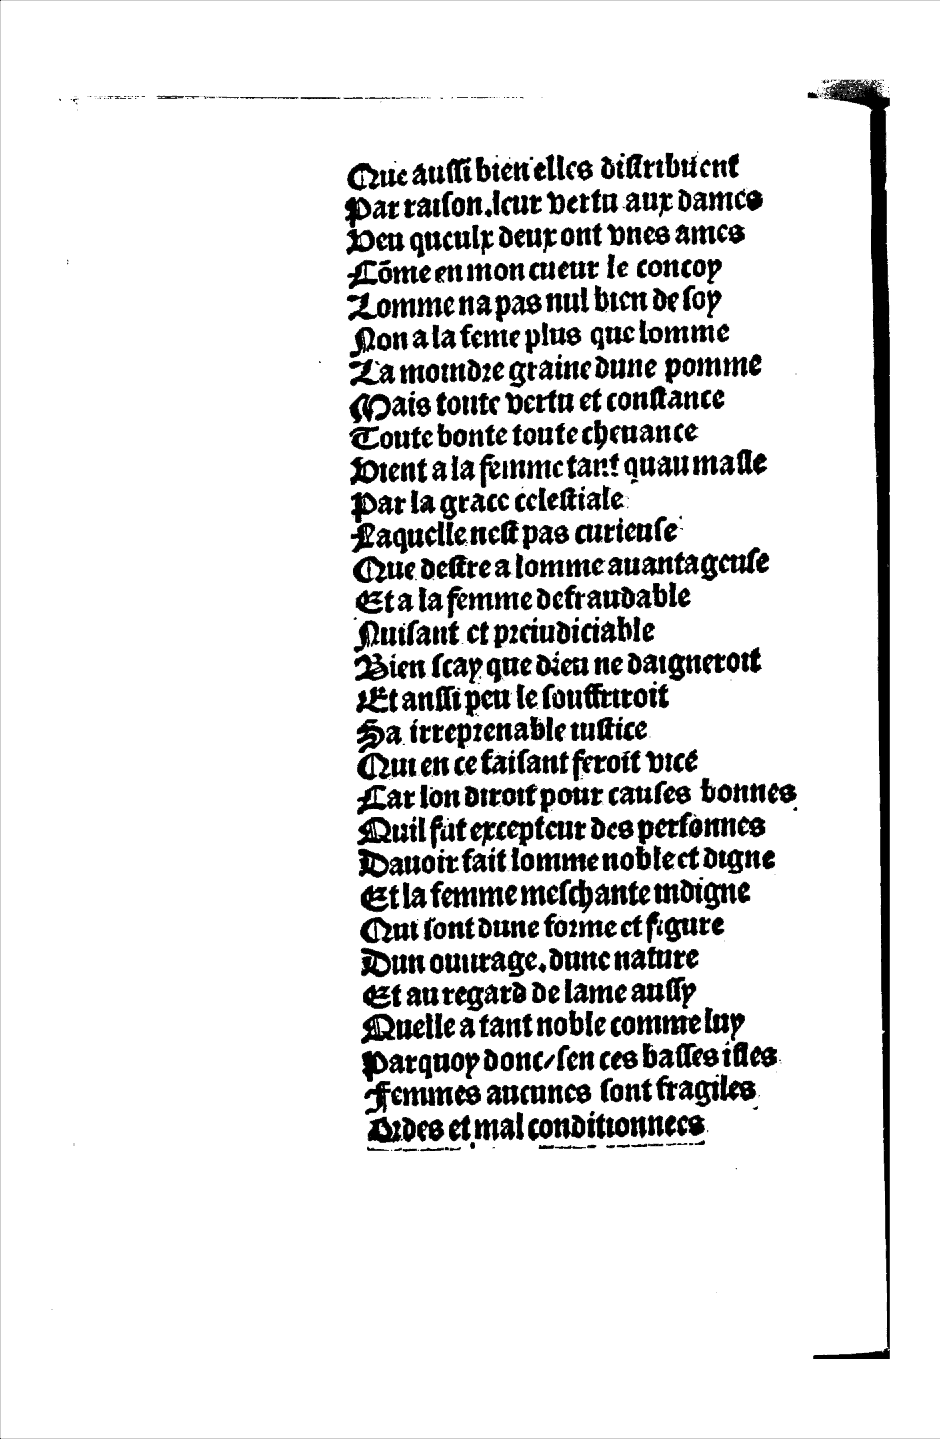 Que aussi bien elles distribuent
Par raison.leur vertu aux dames
Veu queulx deux ont vnes ames
Cõme en mon cueur le concoy
Lomme na pas nul bien de soy
Non a la feme plus que lomme
La moindre graine dune pomme
Mais toute vertu et constance
Toute bonte toute cheuance
Vient a la femme tant quau masle
Par la grace celestiale
Laquelle nest pas curieuse
Que destre a lomme auantageuse
Et a la femme defraudable
Nuisant et preiudiciable
Bien scay que dieu ne daigneroit
Et aussi peu le souffriroit
Sa irreprenable iustice
Qui en ce faisant feroit vice
Car lon diroit pour causes bonnes
Quil fut excepteur des personnes
Dauoir fait lomme noble et digne
Et la femme meschante indigne
Qui sont dune forme et figure
Dun ouurage.dune nature
Et au regard de lame aussy
Quelle a tant noble comme luy
Parquoy donc/sen ces basses isles
Femmes aucunes sont fragiles
Ordes et mal conditionnees